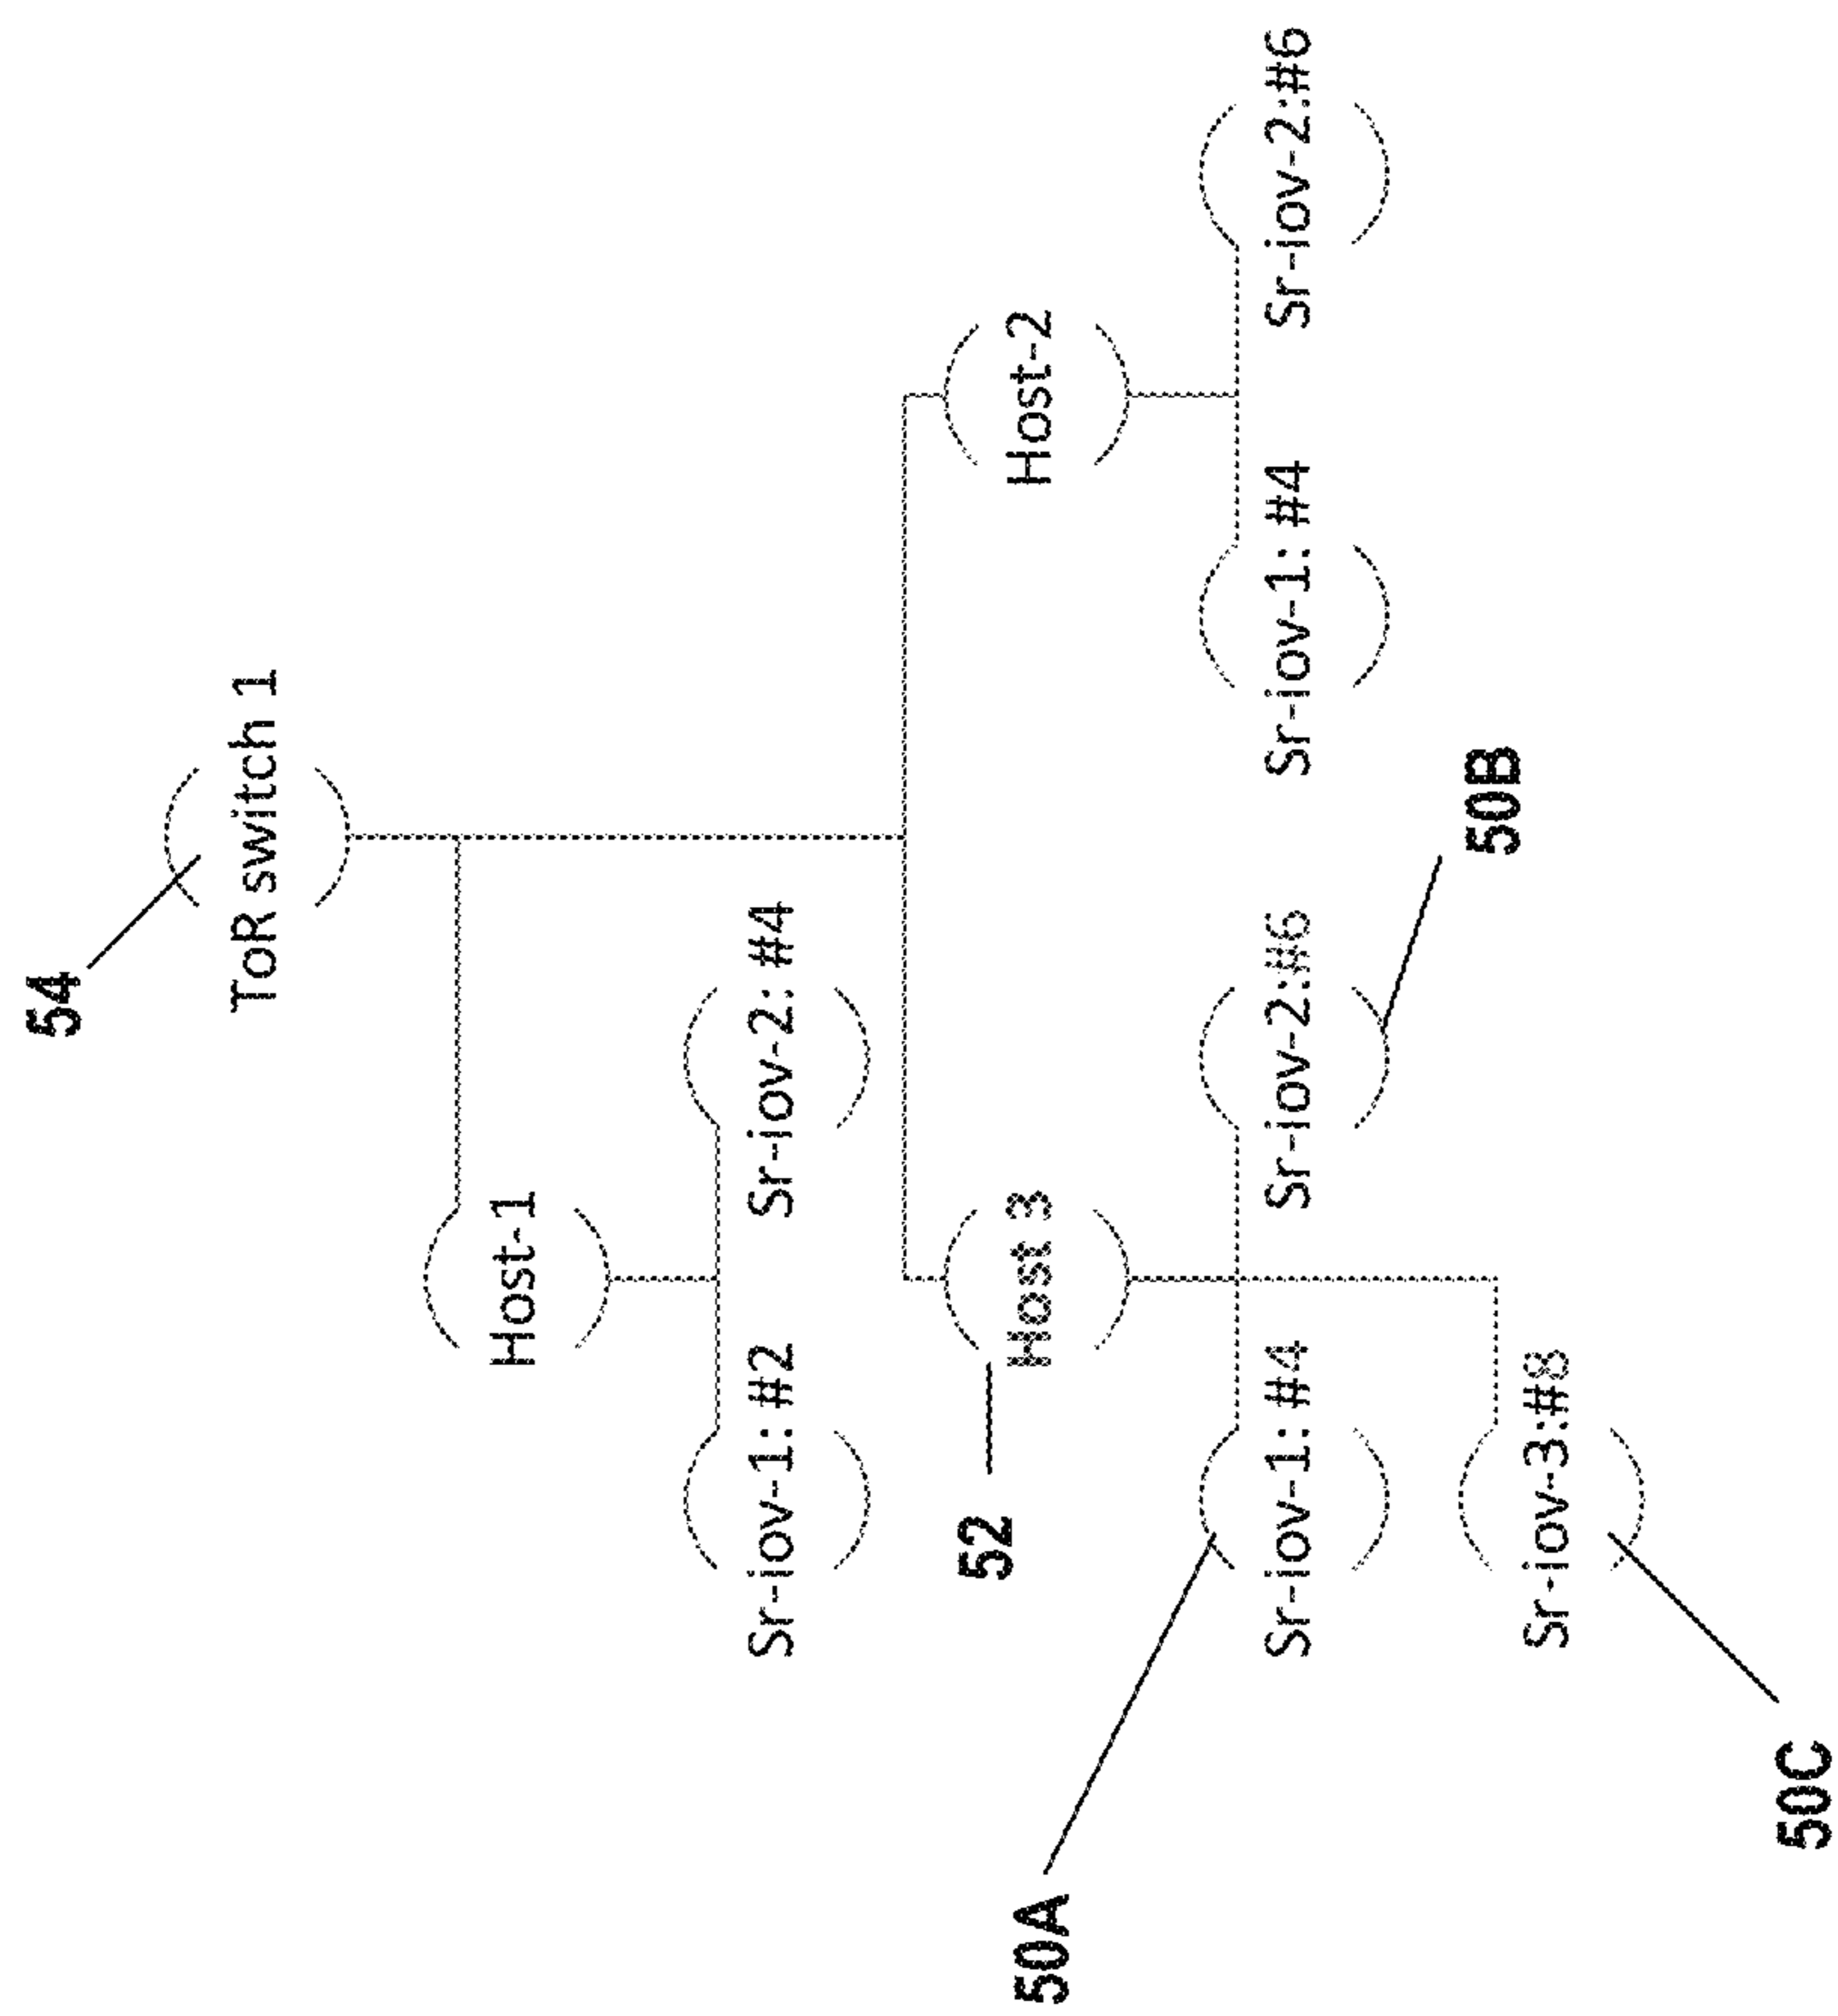 54
ToR switch 1
Host-1
Sr-iov-1: #2
Sr-iov-2: #4
52
Host 3
Host-2
50A
Sr-iov-1: #4
Sr-iov-2:#6
Sr-iov-1: #4
Sr-iov-2:#6
50B
Sr-iov-3:#8
50C